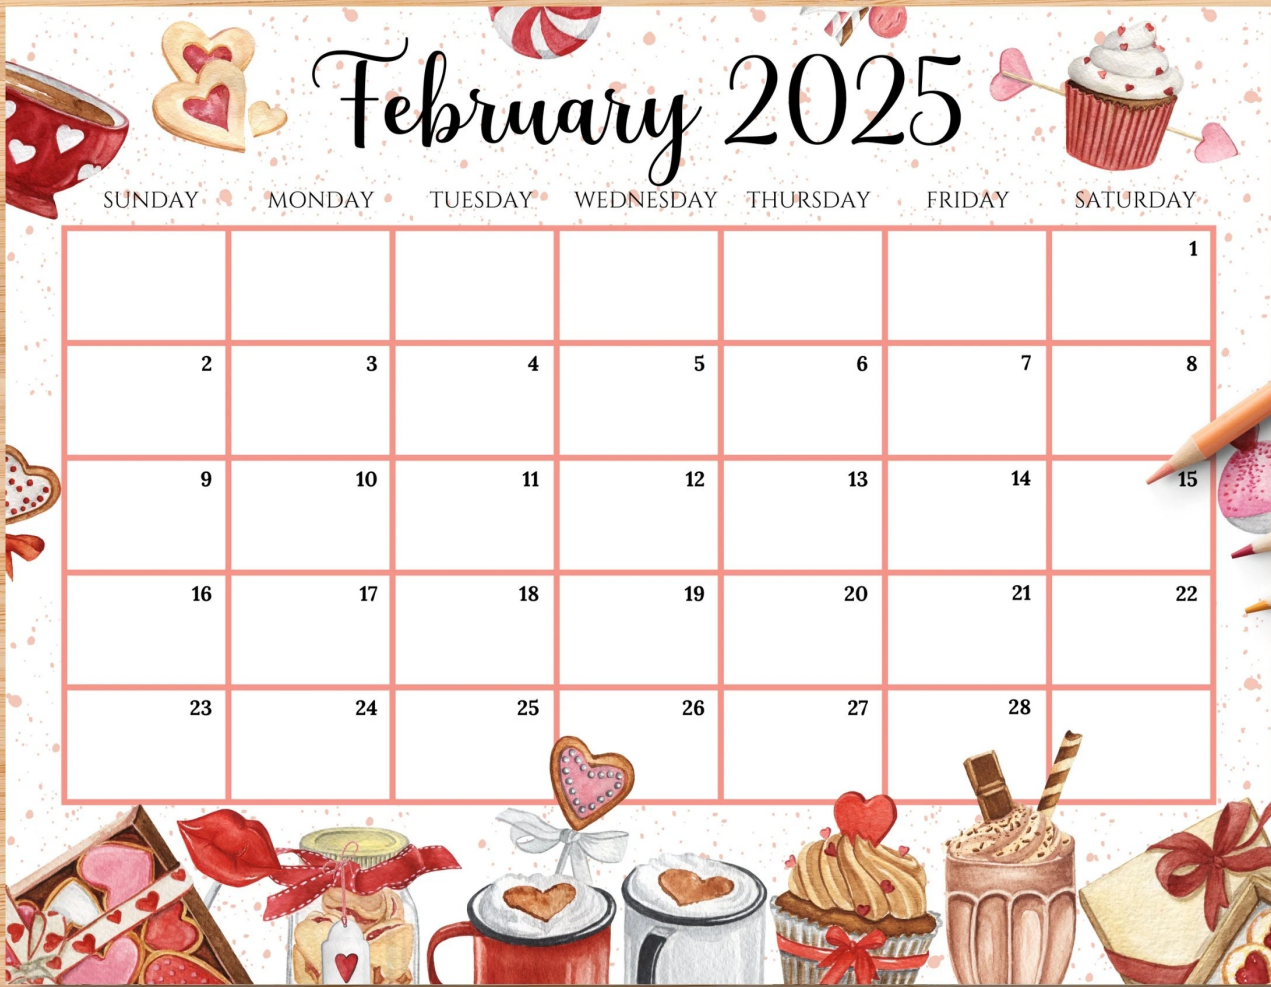 February 2025
SUNDAY MONDAY TUESDAY WEDNESDAY THURSDAY FRIDAY SATURDAY
1
2 3 4 5 6 7 8
9 10 11 12 13 14 15
16 17 18 19 20 21 22
23 24 25 26 27 28